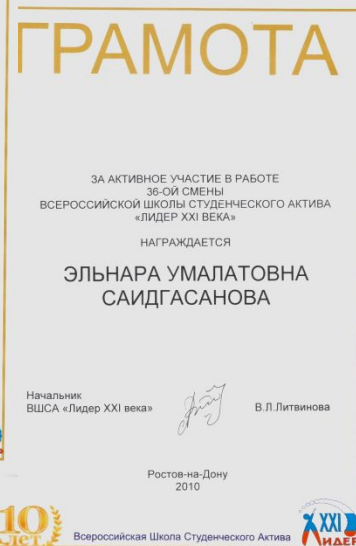 ГРАМОТА
ЗА АКТИВНОЕ УЧАСТИЕ В РАБОТЕ
36-ОЙ СМЕНЫ
ВСЕРОССИЙСКОЙ ШКОЛЫ СТУДЕНЧЕСКОГО АКТИВА
«ЛИДЕР XXI ВЕКА»
НАГРАЖДАЕТСЯ
ЭЛЬНАРА УМАЛАТОВНА
САИДГАСАНОВА
Начальник
ВШСА «Лидер XXI века»
В.Л.Литвинова
Ростов-на-Дону
2010
10
лет
Всероссийская Школа Студенческого Актива
XXI
ЛИДЕР